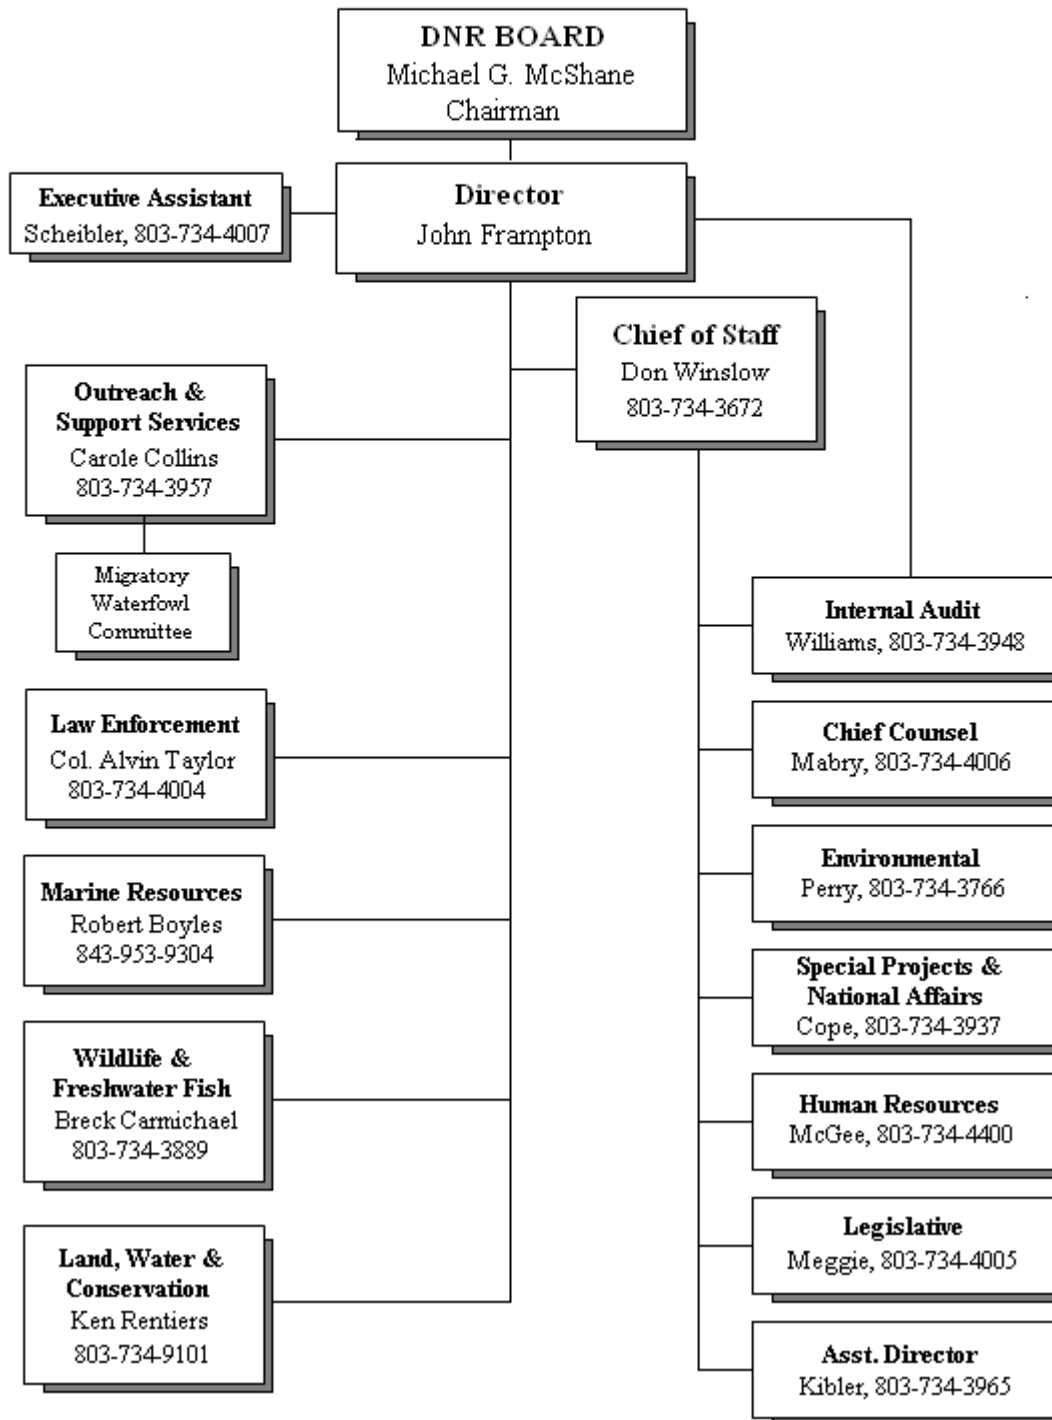 DNR BOARD
Michael G. McShane
Chairman
Director
John Frampton
Executive Assistant
Scheibler, 803-734-4007
Chief of Staff
Don Winslow
803-734-3672
Outreach &
Support Services
Carole Collins
803-734-3957
Migratory
Waterfowl
Committee
Law Enforcement
Col. Alvin Taylor
803-734-4004
Marine Resources
Robert Boyles
843-953-9304
Wildlife &
Freshwater Fish
Breck Carmichael
803-734-3889
Land, Water &
Conservation
Ken Rentiers
803-734-9101
Internal Audit
Williams, 803-734-3948
Chief Counsel
Mabry, 803-734-4006
Environmental
Perry, 803-734-3766
Special Projects &
National Affairs
Cope, 803-734-3937
Human Resources
McGee, 803-734-4400
Legislative
Meggie, 803-734-4005
Asst. Director
Kibler, 803-734-3965